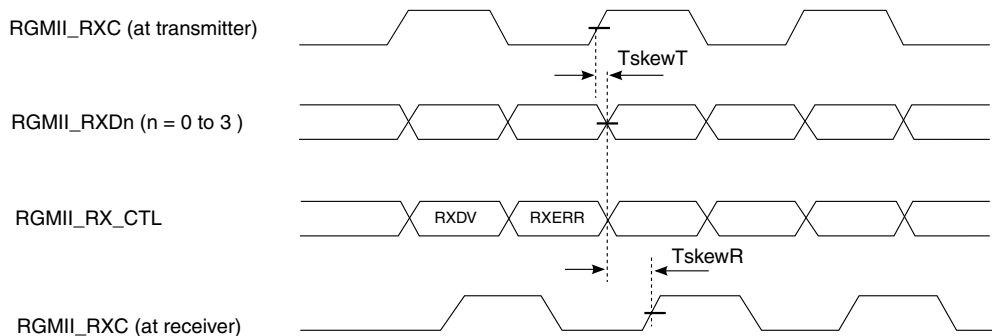 RGMII_RXC (at transmitter)
TskewT
RGMII_RXDn (n = 0 to 3 )
RGMII_RX_CTL
RXDV
RXERR
TskewR
RGMII_RXC (at receiver)